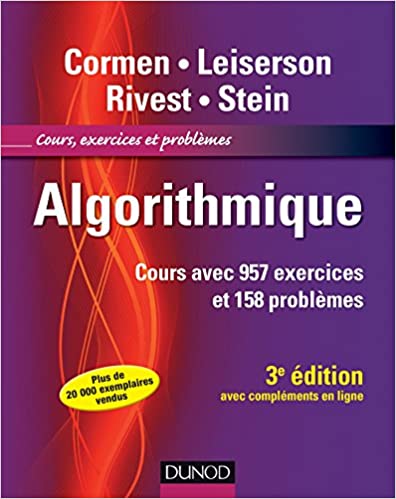 Cormen • Leiserson
Rivest • Stein
Cours, exercices et problèmes
Algorithmique
Cours avec 957 exercices
et 158 problèmes
Plus de
20 000 exemplaires
vendus
3e édition
avec compléments en ligne
DUNOD